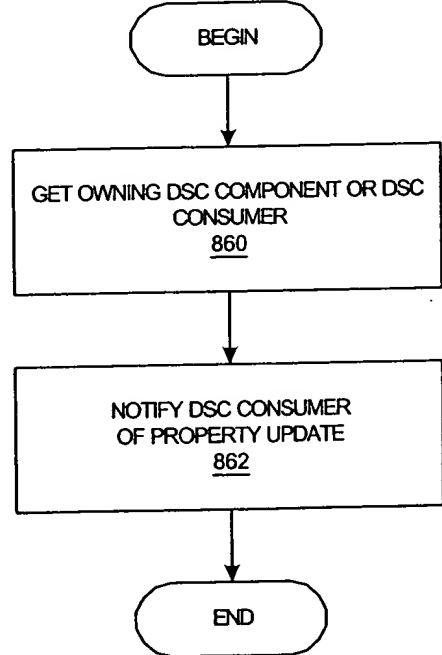 BEGIN
GET OWNING DSC COMPONENT OR DSC
CONSUMER
860
NOTIFY DSC CONSUMER
OF PROPERTY UPDATE
862
END